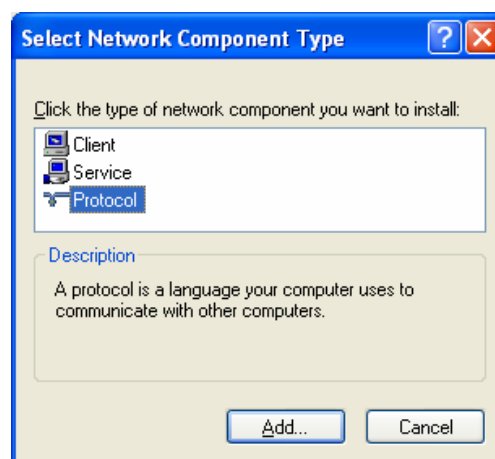 Select Network Component Type
?
Click the type of network component you want to install:
Client
Service
Protocol
Description
A protocol is a language your computer uses to
communicate with other computers.
Add...
Cancel